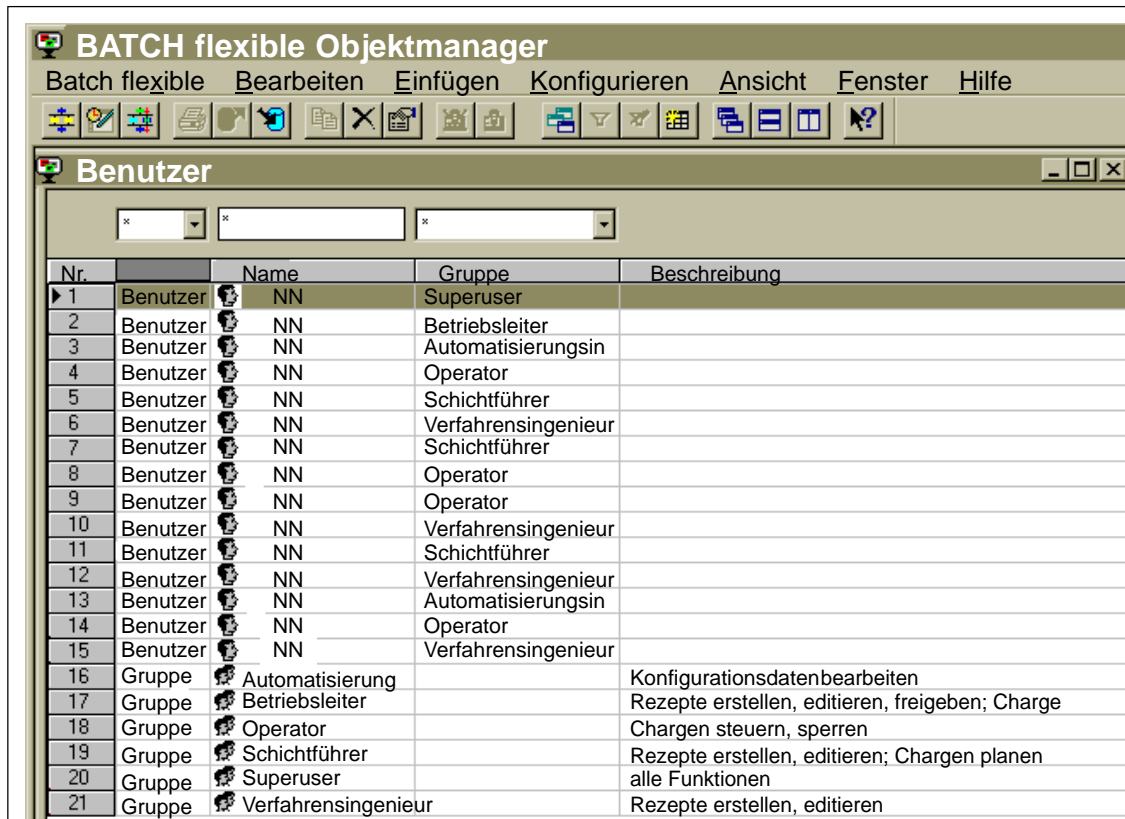 BATCH flexible Objektmanager
Batch flexible Bearbeiten Einfügen Konfigurieren Ansicht Fenster Hilfe
Benutzer
* * *
Nr. Name Gruppe Beschreibung
1 Benutzer NN Superuser
2 Benutzer NN Betriebsleiter
3 Benutzer NN Automatisierungsin
4 Benutzer NN Operator
5 Benutzer NN Schichtführer
6 Benutzer NN Verfahrensingenieur
7 Benutzer NN Schichtführer
8 Benutzer NN Operator
9 Benutzer NN Operator
10 Benutzer NN Verfahrensingenieur
11 Benutzer NN Schichtführer
12 Benutzer NN Verfahrensingenieur
13 Benutzer NN Automatisierungsin
14 Benutzer NN Operator
15 Benutzer NN Verfahrensingenieur
16 Gruppe Automatisierung Konfigurationsdatenbearbeiten
17 Gruppe Betriebsleiter Rezepte erstellen, editieren, freigeben; Charge
18 Gruppe Operator Chargen steuern, sperren
19 Gruppe Schichtführer Rezepte erstellen, editieren; Chargen planen
20 Gruppe Superuser alle Funktionen
21 Gruppe Verfahrensingenieur Rezepte erstellen, editieren